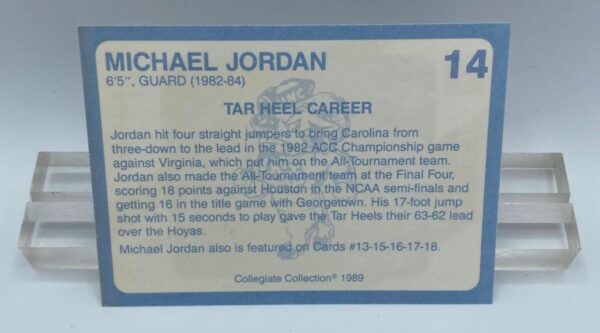 MICHAEL JORDAN
14
6'5", GUARD (1982-84)
TAR HEEL CAREER
Jordan hit four straight jumpers to bring Carolina from
three-down to the lead in the 1982 ACC Championship game
against Virginia, which put him on the All-Tournament team.
Jordan also made the All-Tournament team at the Final Four,
scoring 18 points against Houston in the NCAA semi-finals and
getting 16 in the title game with Georgetown. His 17-foot jump
shot with 15 seconds to play gave the Tar Heels their 63-62 lead
over the Hoyas.
Michael Jordan also is featured on Cards #13-15-16-17-18.
Collegiate Collection® 1989